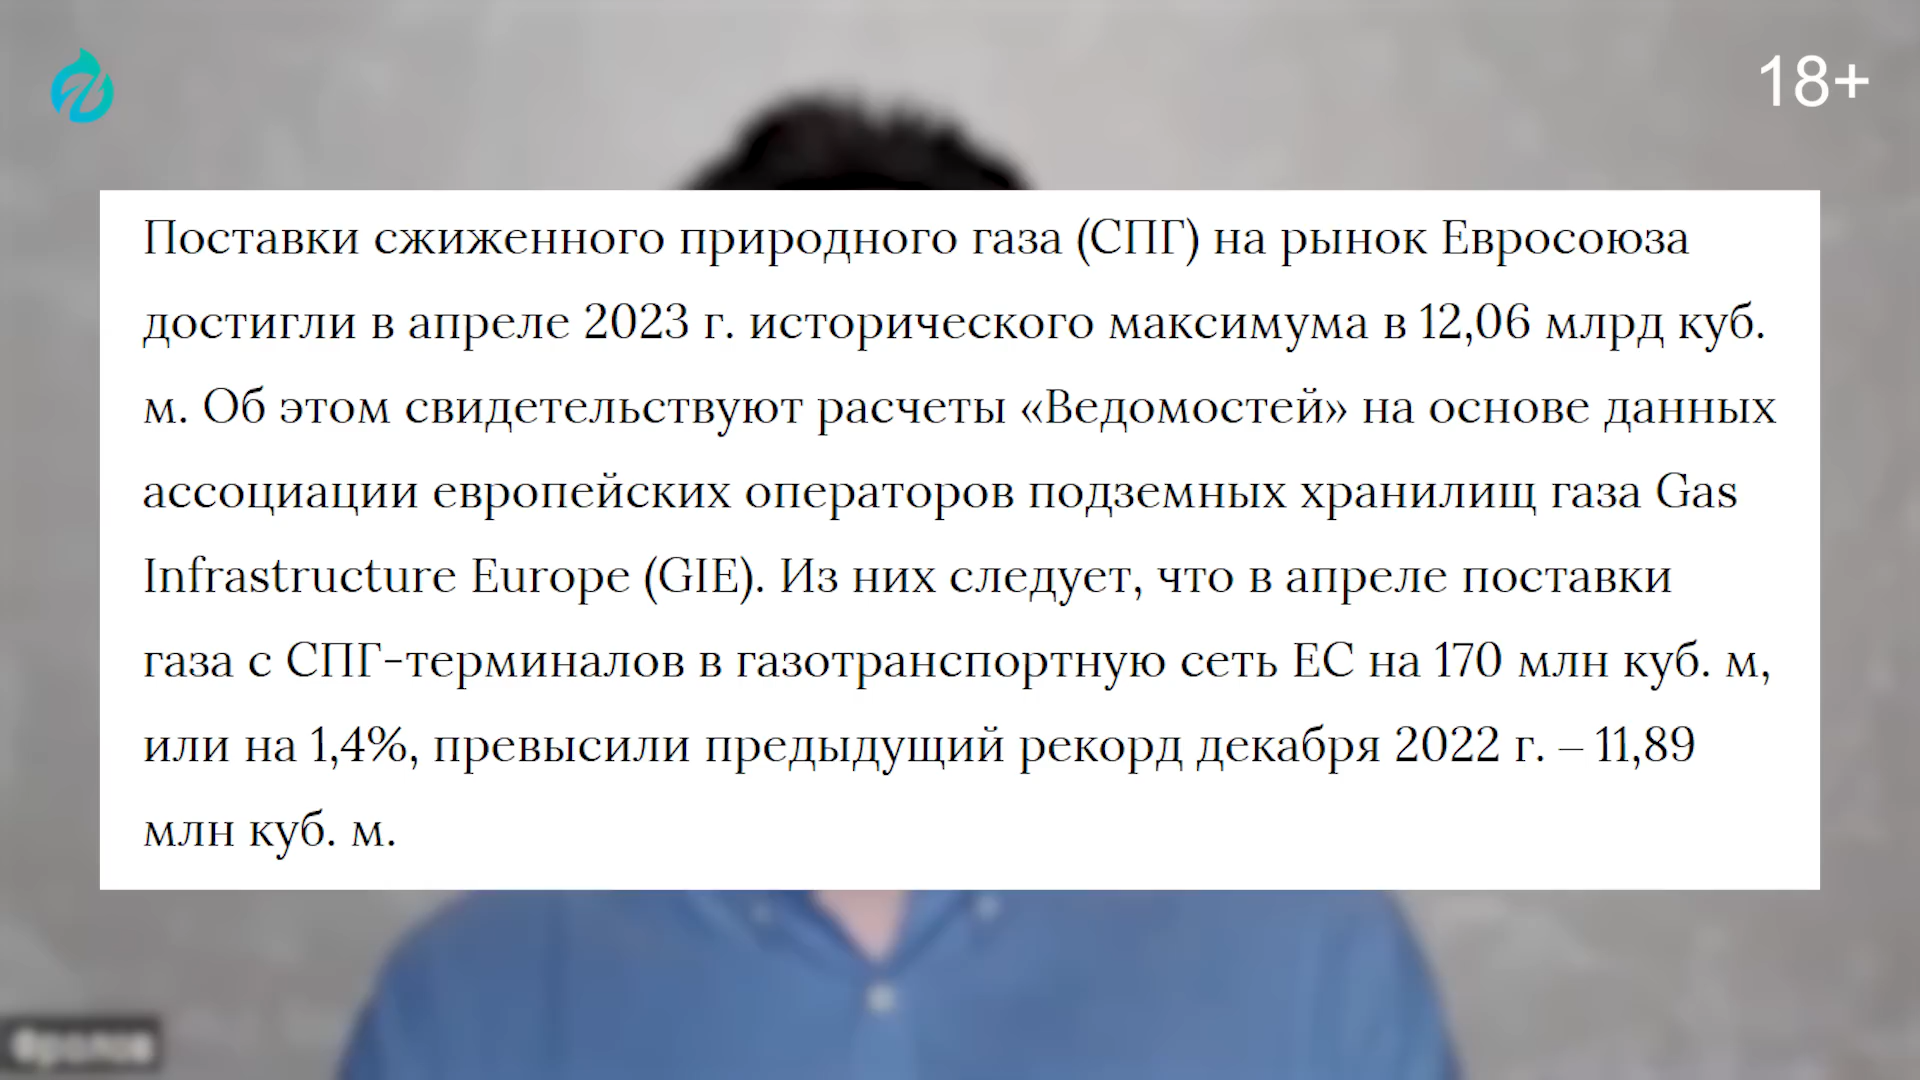 18+
Поставки сжиженного природного газа (СПГ) на рынок Евросоюза
достигли в апреле 2023 г. исторического максимума в 12,06 млрд куб.
м. Об этом свидетельствуют расчеты «Ведомостей» на основе данных
ассоциации европейских операторов подземных хранилищ газа Gas
Infrastructure Europe (GIE). Из них следует, что в апреле поставки
газа с СПГ-терминалов в газотранспортную сеть ЕС на 170 млн куб. м,
или на 1,4%, превысили предыдущий рекорд декабря 2022 г. – 11,89
млн куб. м.
Фролов